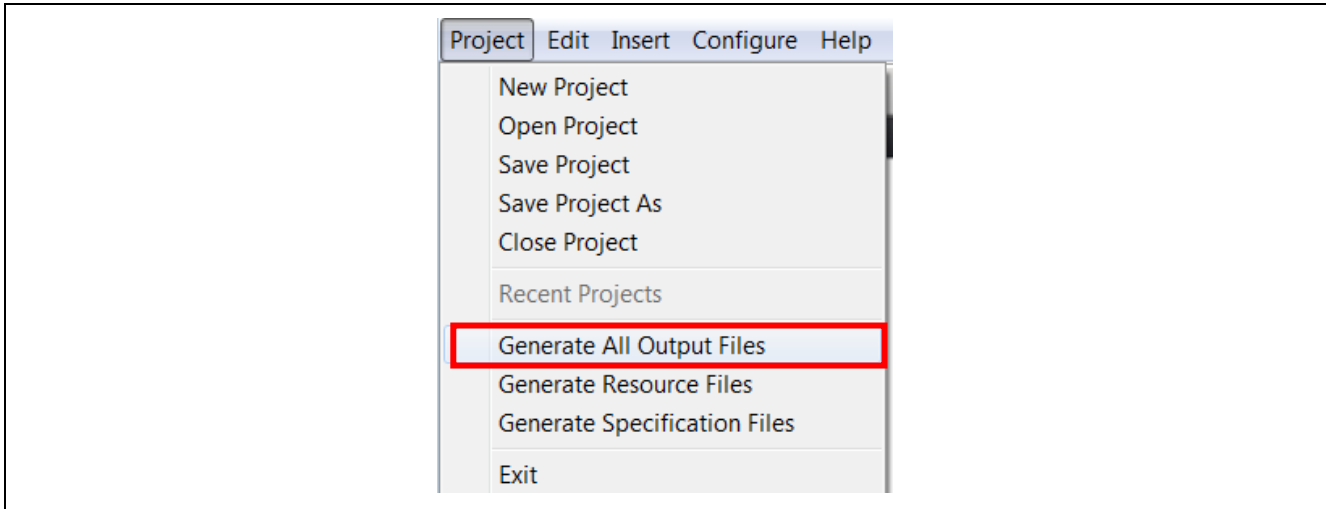 Project Edit Insert Configure Help
New Project
Open Project
Save Project
Save Project As
Close Project
Recent Projects
Generate All Output Files
Generate Resource Files
Generate Specification Files
Exit